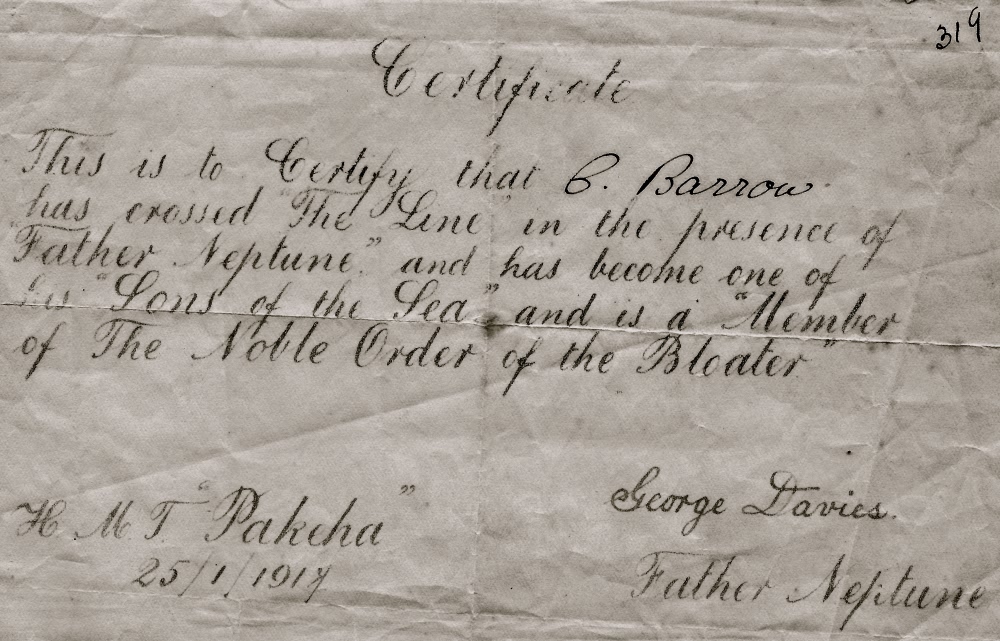 319
Certificate
This is to Certify that C. Barrow.
has crossed "The Line" in the presence of
"Father Neptune" and has become one of
his "Sons of the Sea" and is a "Member
of The Noble Order of the Bloater"
H M T "Pakeha"
25/1/1917
George Davies.
Father Neptune